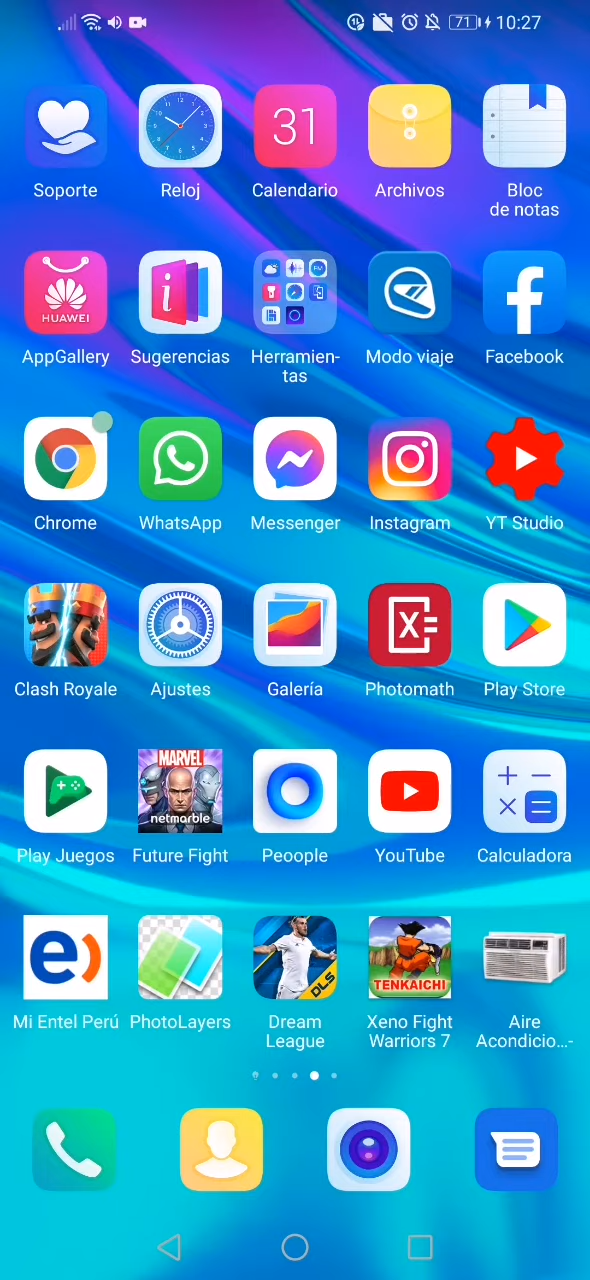 71 10:27
31
Soporte
Reloj
Calendario
Archivos
Bloc
de notas
HUAWEI
AppGallery
Sugerencias
Herramien-
tas
Modo viaje
Facebook
Chrome
WhatsApp
Messenger
Instagram
YT Studio
Clash Royale
Ajustes
Galería
Photomath
Play Store
MARVEL
netmarble
Play Juegos
Future Fight
Peoople
YouTube
Calculadora
e)
DLS
TENKAICHI
Mi Entel Perú
PhotoLayers
Dream
League
Xeno Fight
Warriors 7
Aire
Acondicio...-